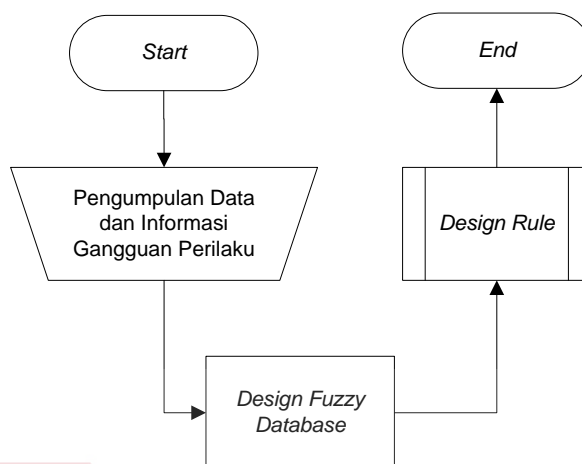 Start
Pengumpulan Data
dan Informasi
Gangguan Perilaku
Design Fuzzy
Database
Design Rule
End